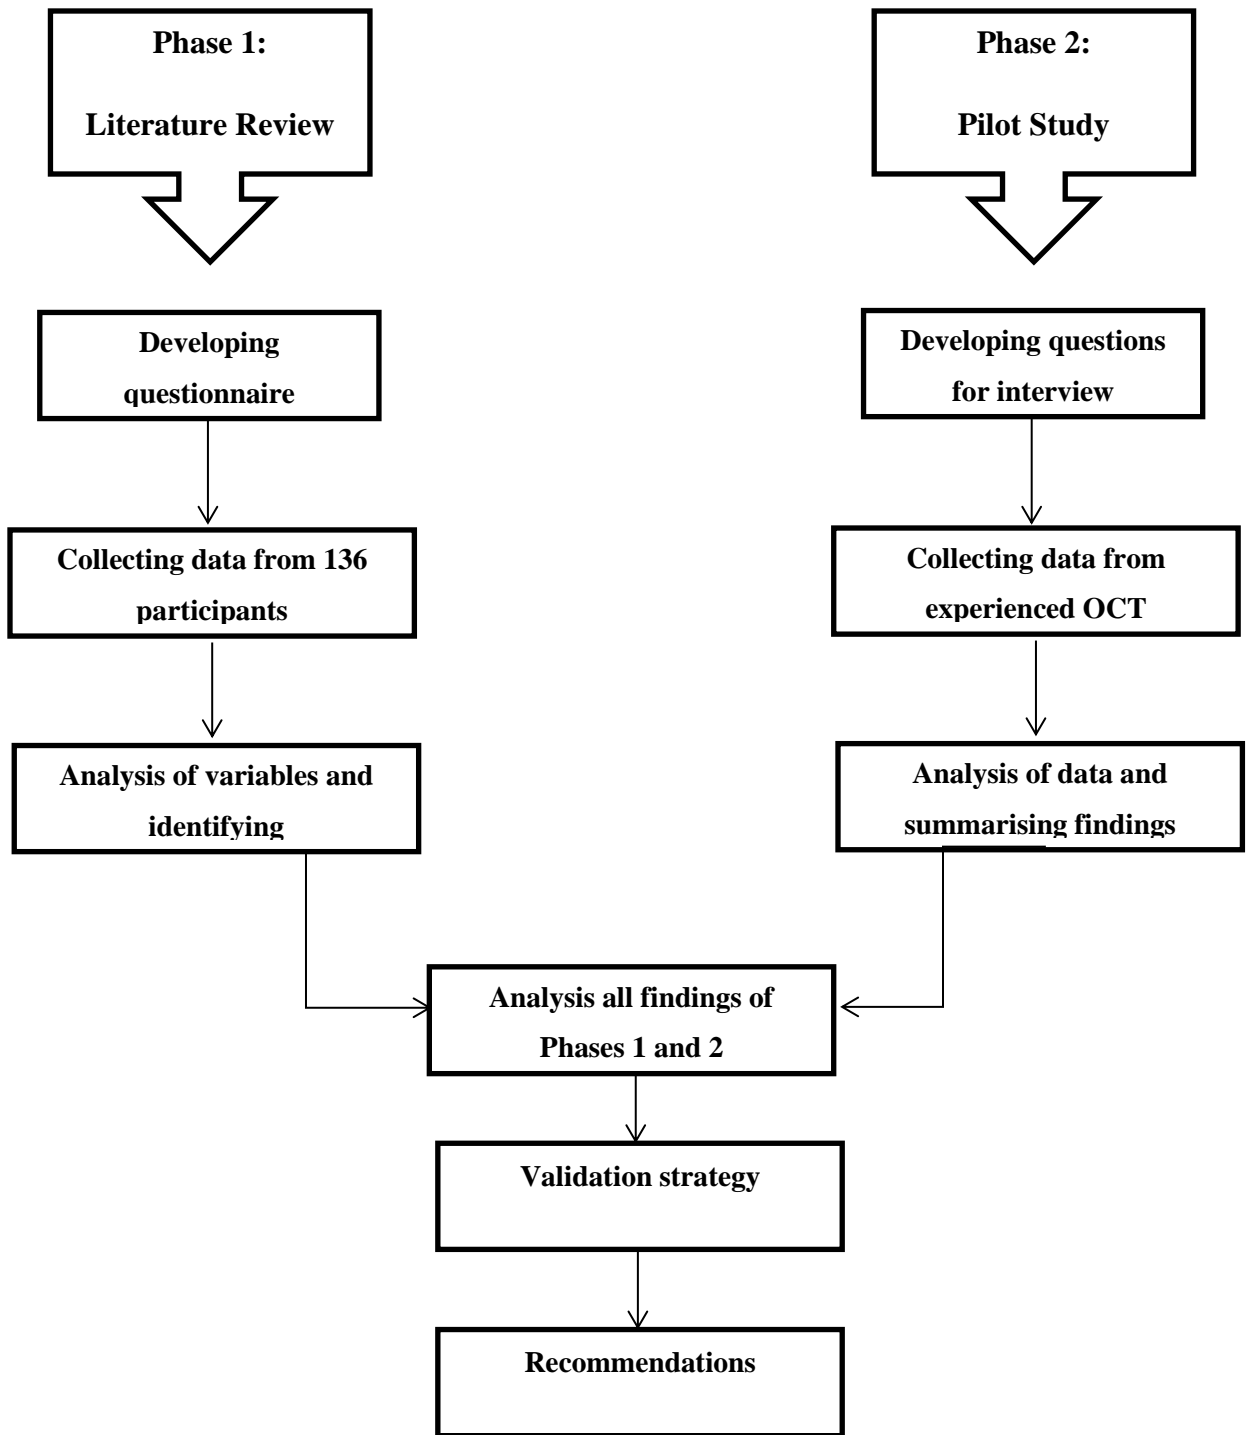 Phase 1:
Literature Review
Phase 2:
Pilot Study
Developing
questionnaire
Developing questions
for interview
Collecting data from 136
participants
Collecting data from
experienced OCT
Analysis of variables and
identifying
Analysis of data and
summarising findings
Analysis all findings of
Phases 1 and 2
Validation strategy
Recommendations